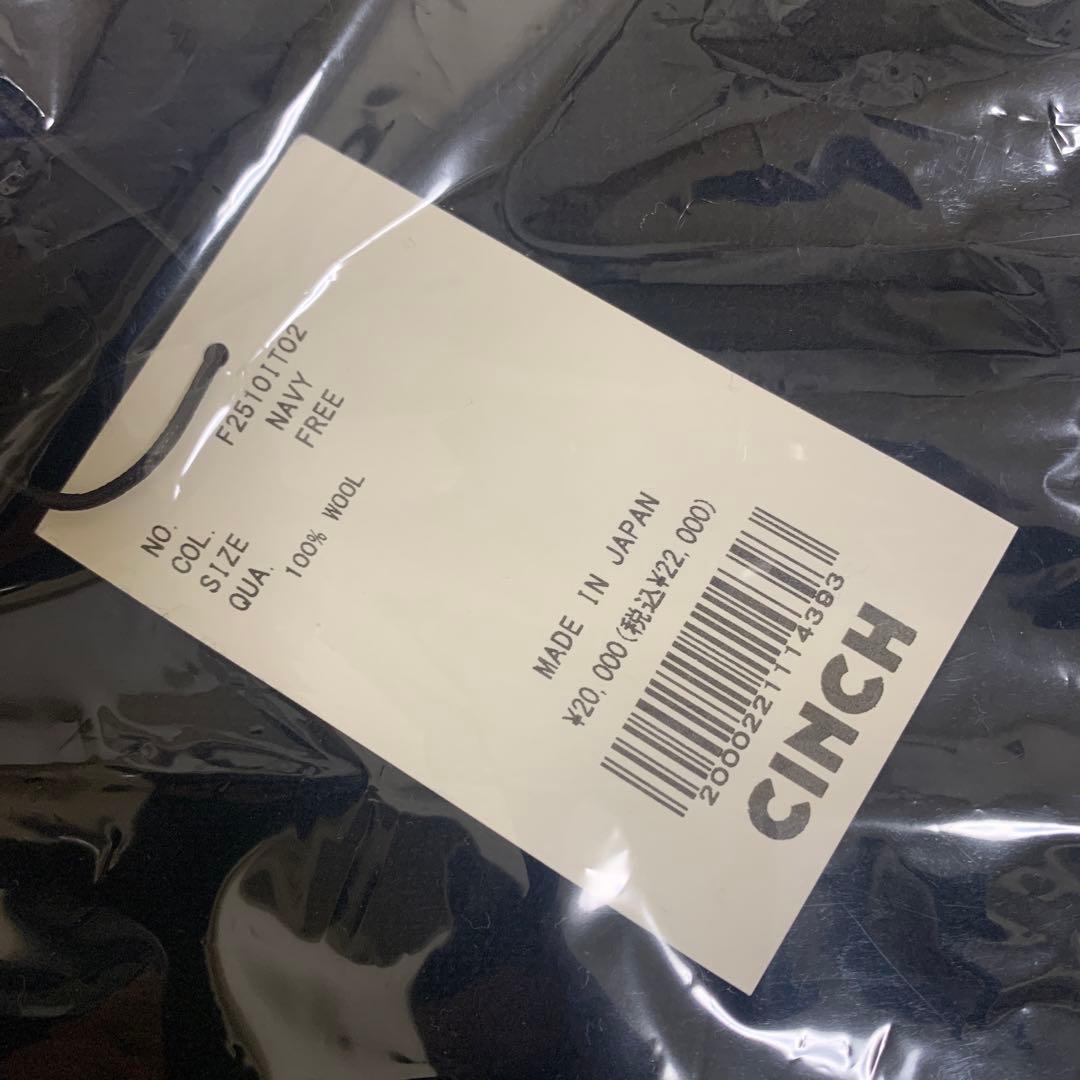 NO. F2510IT02
COL. NAVY
SIZE FREE
QUA.
100% WOOL
MADE IN JAPAN
¥20,000(税込¥22,000)
2000221114383
CINCH